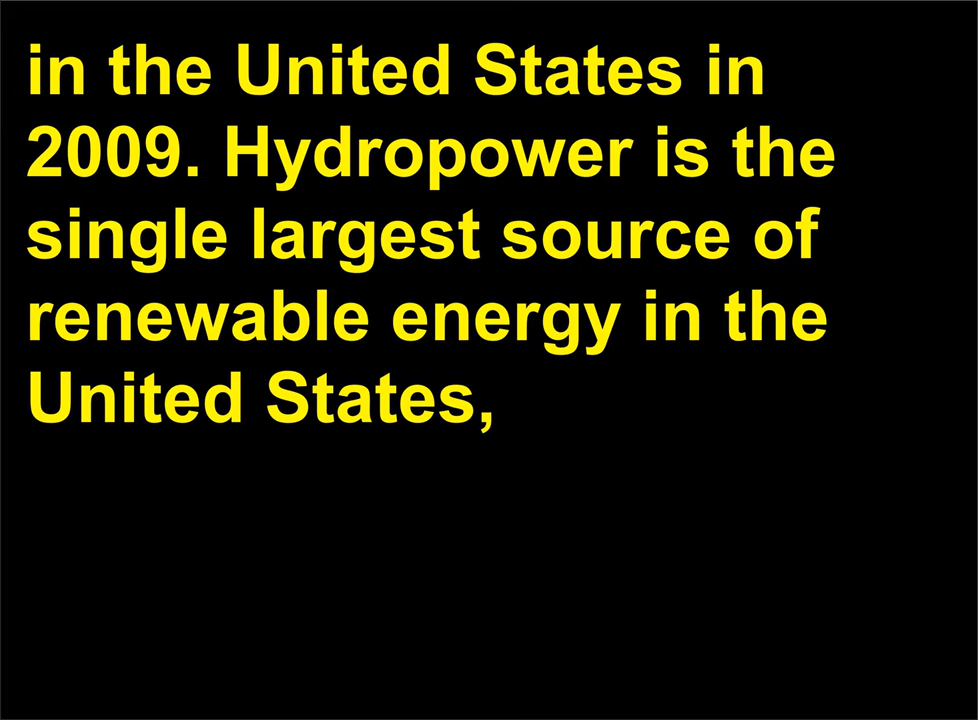 in the United States in
2009. Hydropower is the
single largest source of
renewable energy in the
United States,